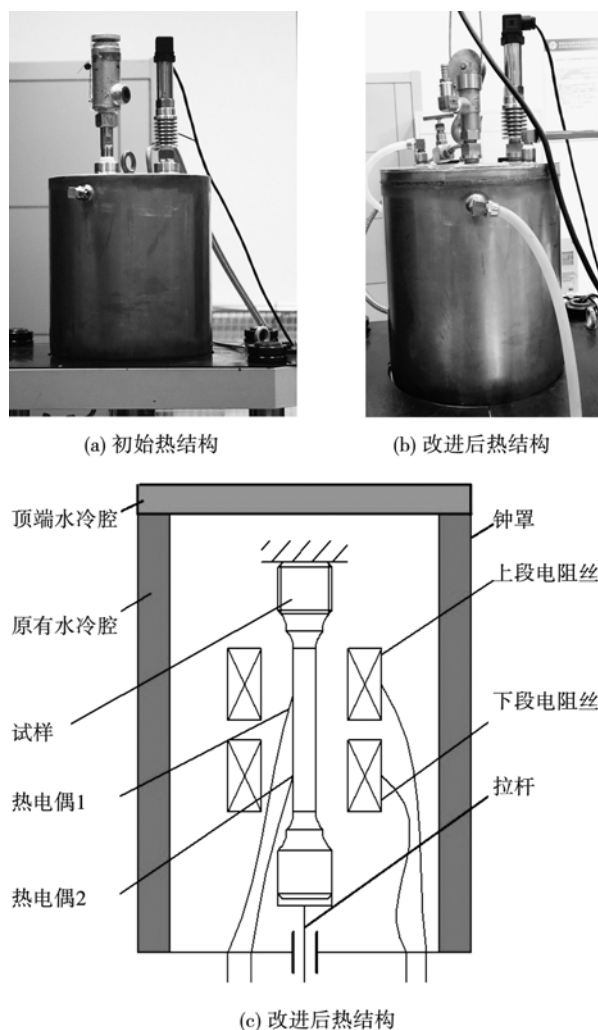 (a) 初始热结构
(b) 改进后热结构
顶端水冷腔
钟罩
上段电阻丝
原有水冷腔
下段电阻丝
试样
热电偶1
拉杆
热电偶2
(c) 改进后热结构